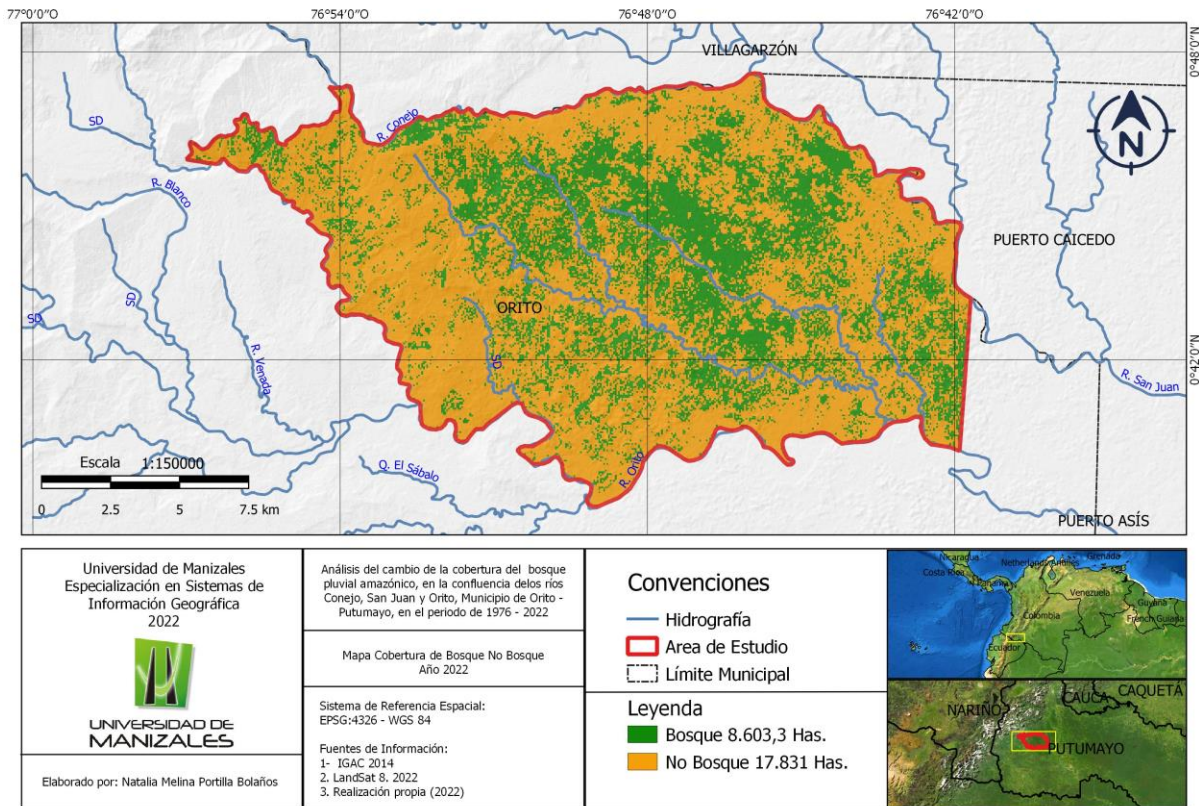 77°0'0"W
76°54'0"W
76°48'0"W
76°42'0"W
0°48'0"N
0°42'0"N
VILLAGARZÓN
SD
R. Conejo
R. Blanco
N
PUERTO CAICEDO
SD
SD
ORITO
R. Venada
SD
R. San Juan
Escala 1:150000
0 2.5 5 7.5 km
Q. El Sábalo
R. Orito
PUERTO ASÍS
Universidad de Manizales
Especialización en Sistemas de
Información Geográfica
2022
UNIVERSIDAD DE
MANIZALES
Elaborado por: Natalia Melina Portilla Bolaños
Análisis del cambio de la cobertura del bosque
pluvial amazónico, en la confluencia delos ríos
Conejo, San Juan y Orito, Municipio de Orito -
Putumayo, en el periodo de 1976 - 2022
Mapa Cobertura de Bosque No Bosque
Año 2022
Sistema de Referencia Espacial:
EPSG:4326 - WGS 84
Fuentes de Información:
1- IGAC 2014
2. LandSat 8. 2022
3. Realización propia (2022)
Convenciones
Hidrografía
Area de Estudio
Límite Municipal
Leyenda
Bosque 8.603,3 Has.
No Bosque 17.831 Has.
Nicaragua
Grenada
Costa Rica
Venezuela
Guyana
Colombia
French Guiana
Ecuador
CAUCA
CAQUETÁ
NARIÑO
PUTUMAYO